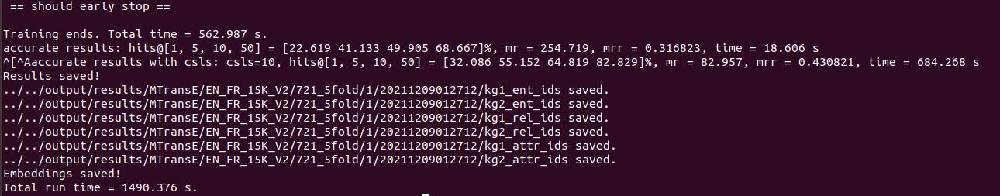 == should early stop ==
Training ends. Total time = 562.987 s.
accurate results: hits@[1, 5, 10, 50] = [22.619 41.133 49.905 68.667]%, mr = 254.719, mrr = 0.316823, time = 18.606 s
^[^Aaccurate results with csls: csls=10, hits@[1, 5, 10, 50] = [32.086 55.152 64.819 82.829]%, mr = 82.957, mrr = 0.430821, time = 684.268 s
Results saved!
../../output/results/MTransE/EN_FR_15K_V2/721_5fold/1/20211209012712/kg1_ent_ids saved.
../../output/results/MTransE/EN_FR_15K_V2/721_5fold/1/20211209012712/kg2_ent_ids saved.
../../output/results/MTransE/EN_FR_15K_V2/721_5fold/1/20211209012712/kg1_rel_ids saved.
../../output/results/MTransE/EN_FR_15K_V2/721_5fold/1/20211209012712/kg2_rel_ids saved.
../../output/results/MTransE/EN_FR_15K_V2/721_5fold/1/20211209012712/kg1_attr_ids saved.
../../output/results/MTransE/EN_FR_15K_V2/721_5fold/1/20211209012712/kg2_attr_ids saved.
Embeddings saved!
Total run time = 1490.376 s.